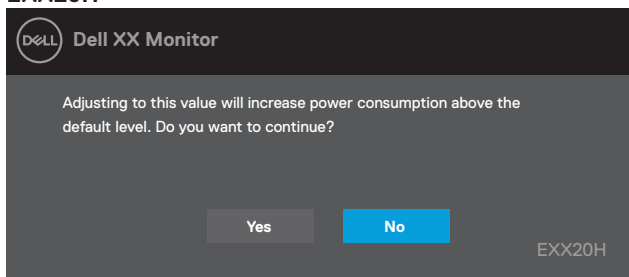 EXX20H
DELL Dell XX Monitor
Adjusting to this value will increase power consumption above the
default level. Do you want to continue?
Yes No
EXX20H